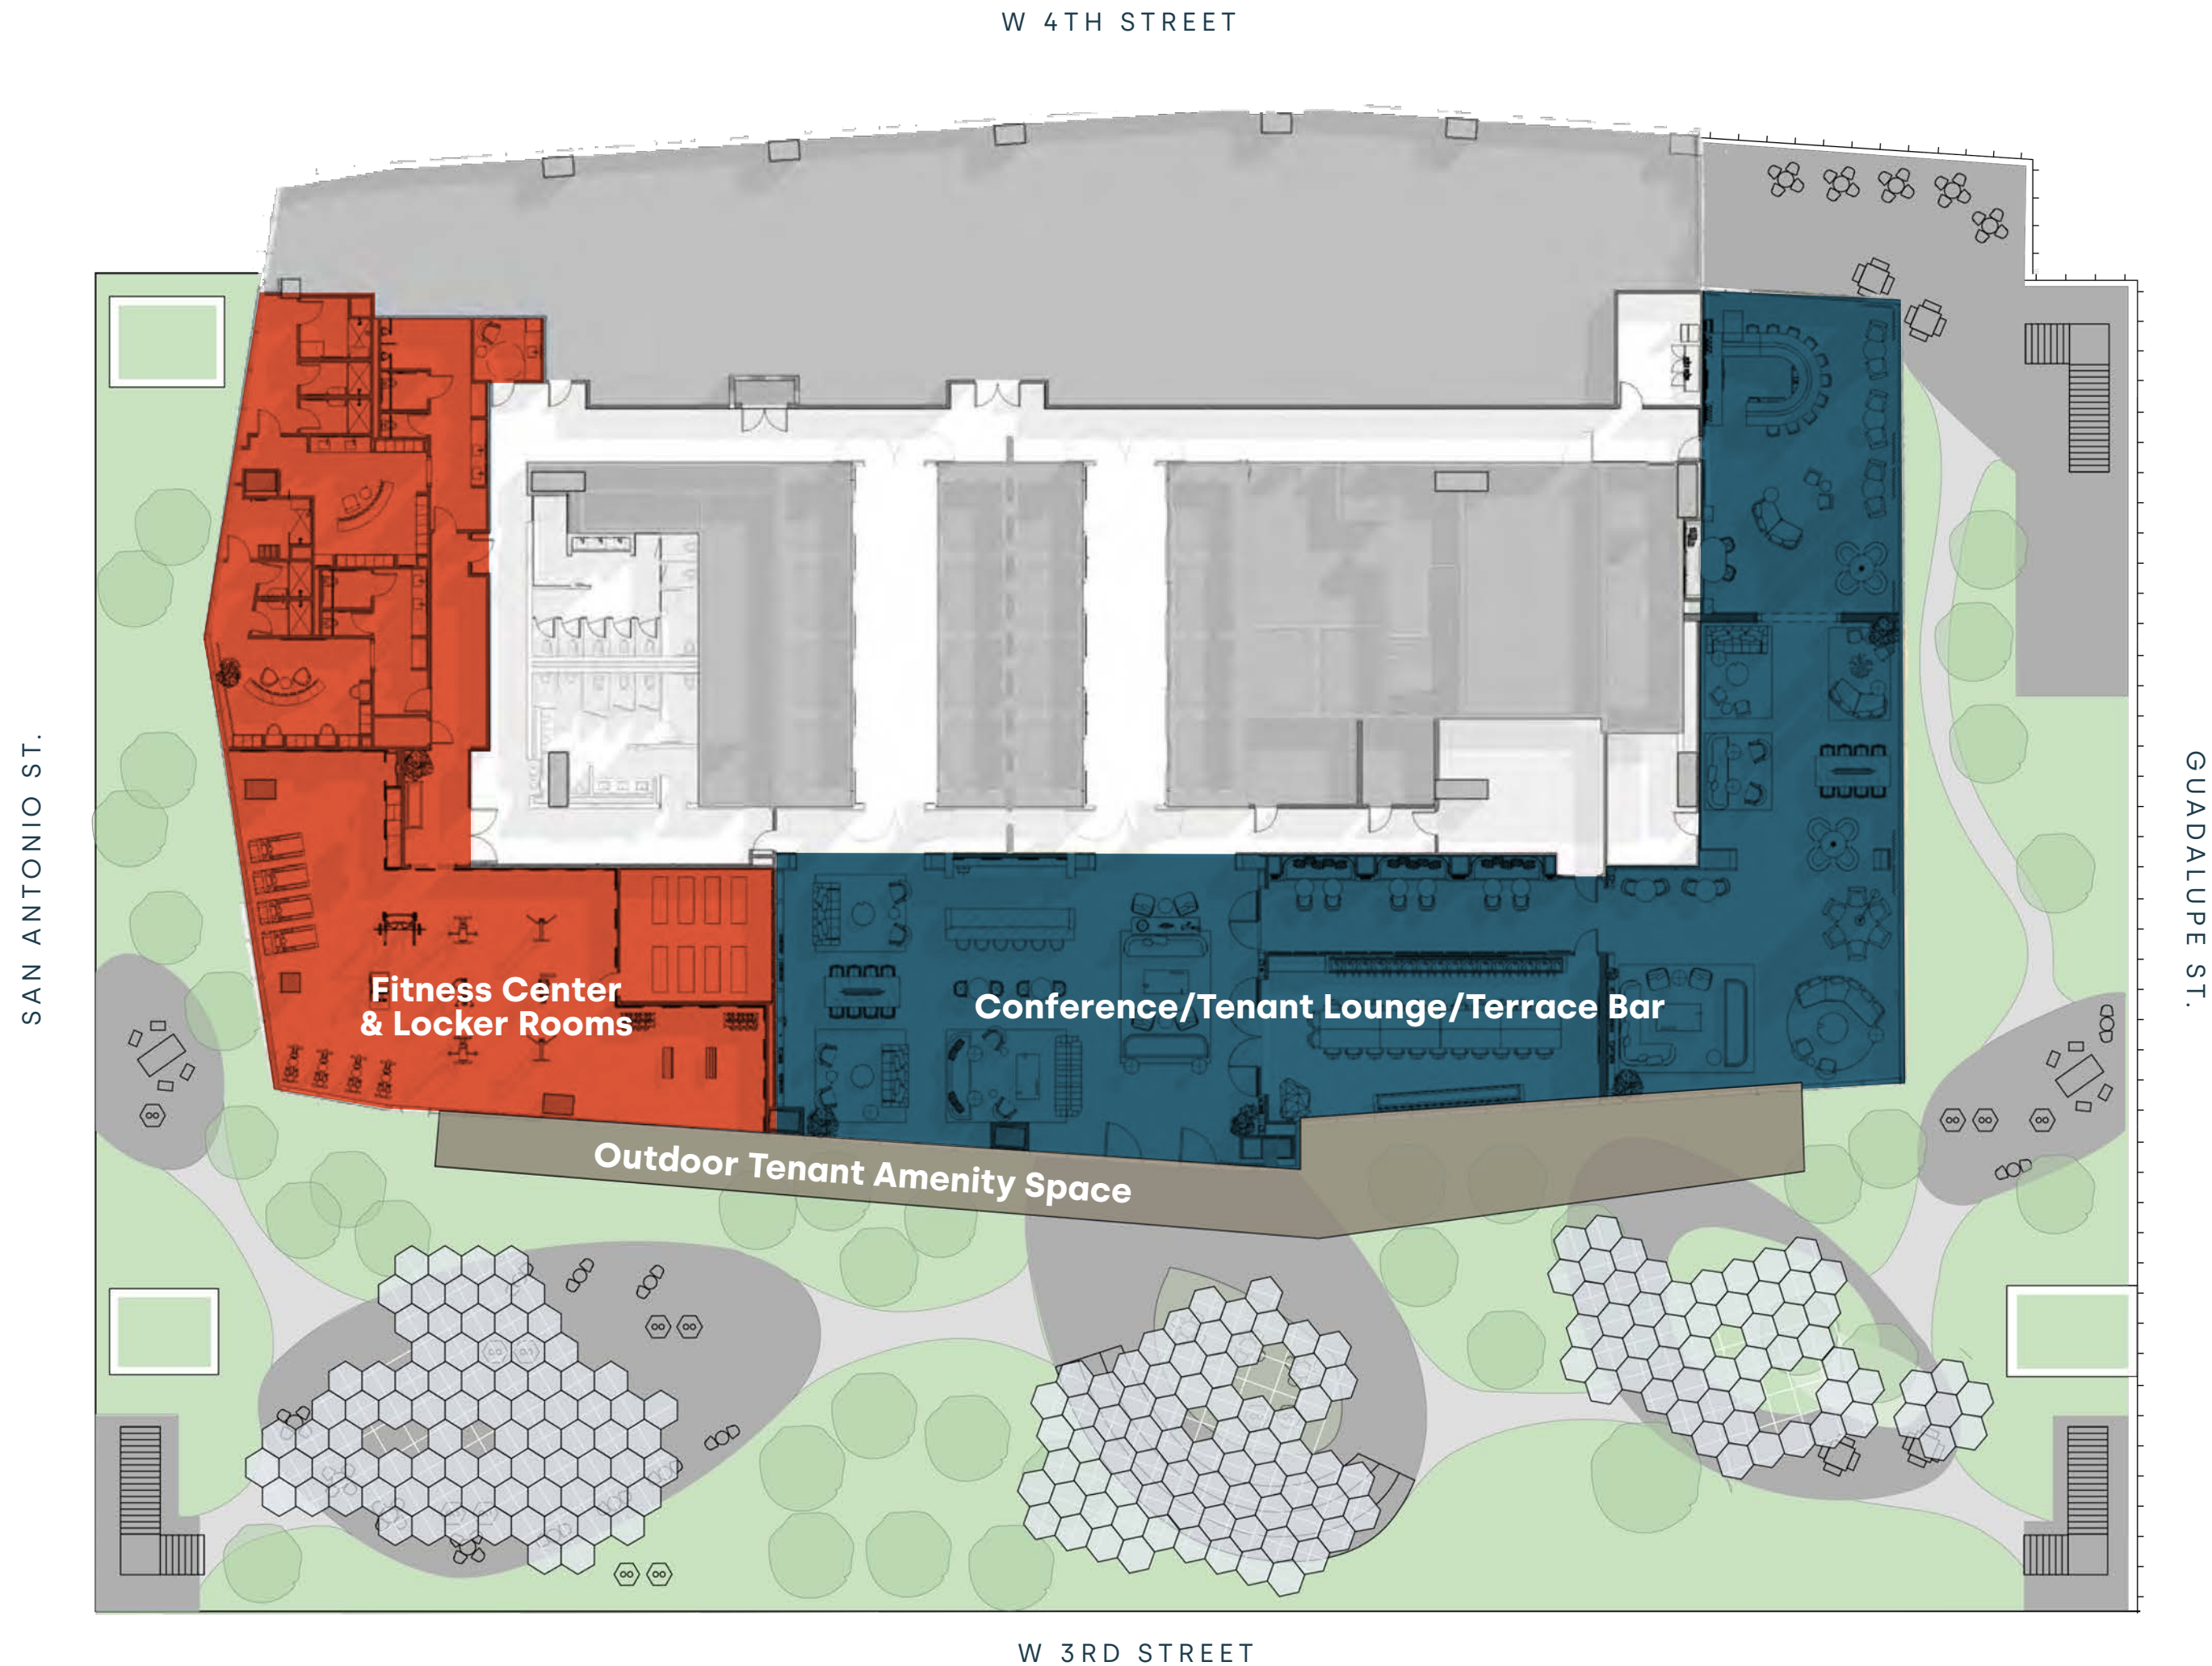 W 4TH STREET
SAN ANTONIO ST.
GUADALUPE ST.
Fitness Center
& Locker Rooms
Conference/Tenant Lounge/Terrace Bar
Outdoor Tenant Amenity Space
W 3RD STREET